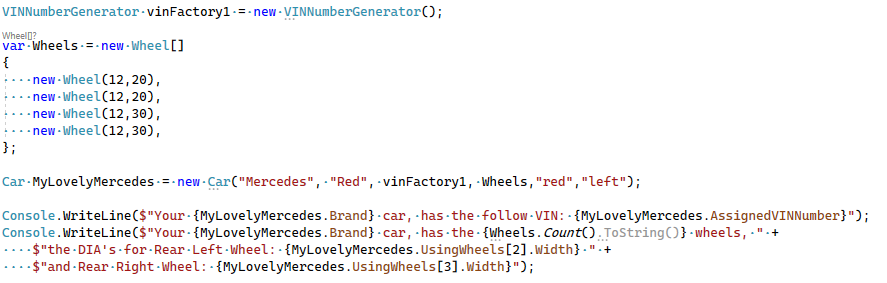 VINNumberGenerator vinFactory1 = new VINNumberGenerator();
Wheel[]?
var Wheels = new Wheel[]
{
    new Wheel(12,20),
    new Wheel(12,20),
    new Wheel(12,30),
    new Wheel(12,30),
};
Car MyLovelyMercedes = new Car("Mercedes", "Red", vinFactory1, Wheels,"red","left");
Console.WriteLine($"Your {MyLovelyMercedes.Brand} car, has the follow VIN: {MyLovelyMercedes.AssignedVINNumber}");
Console.WriteLine($"Your {MyLovelyMercedes.Brand} car, has the {Wheels.Count().ToString()} wheels, " +
    $"the DIA's for Rear Left Wheel: {MyLovelyMercedes.UsingWheels[2].Width} " +
    $"and Rear Right Wheel: {MyLovelyMercedes.UsingWheels[3].Width}");